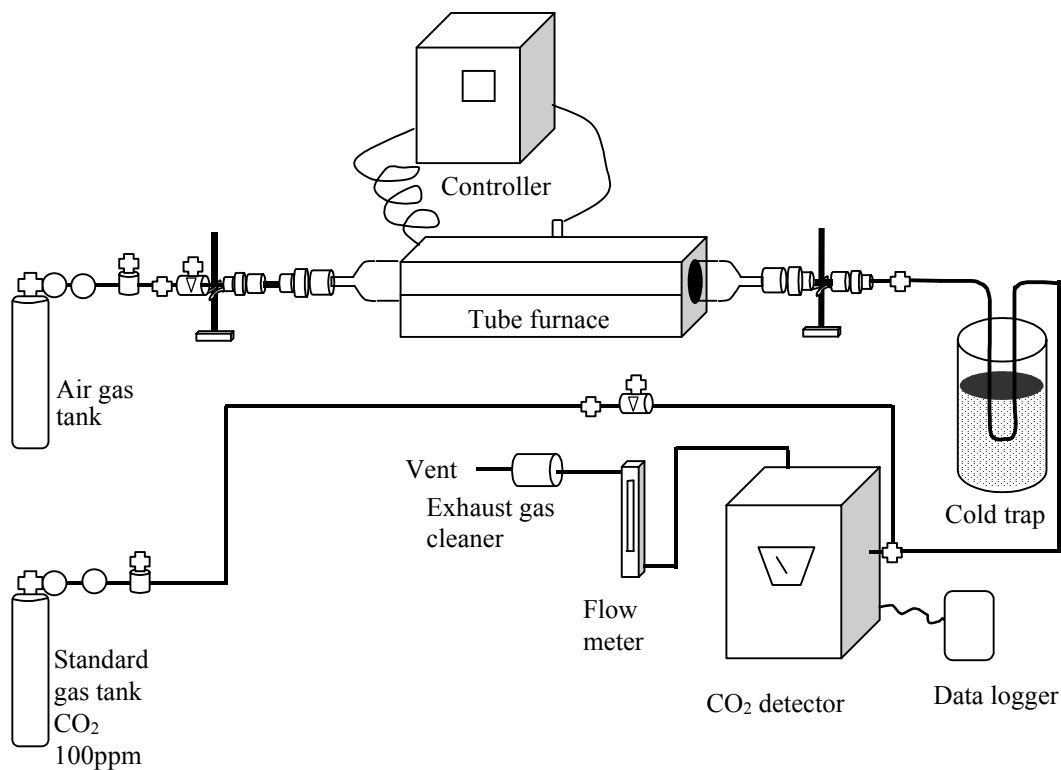 Controller
Tube furnace
Air gas
tank
Vent
Exhaust gas
cleaner
Cold trap
Flow
meter
Standard
gas tank
CO₂
100ppm
CO₂ detector
Data logger